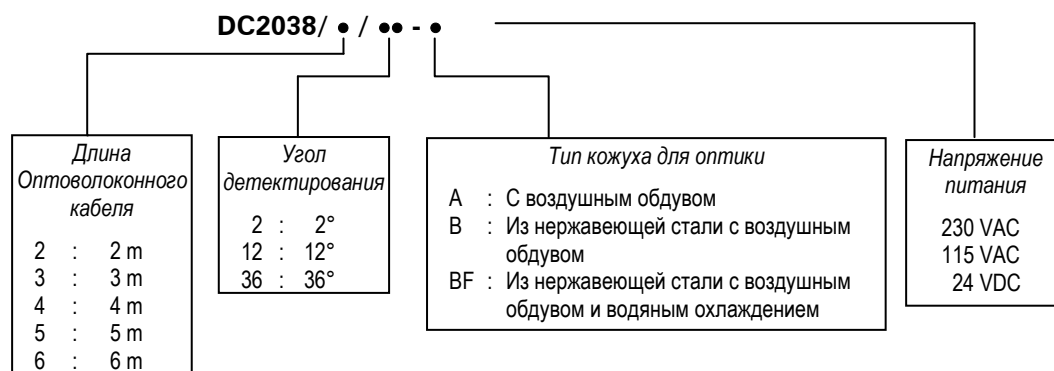 DC2038/ • / •• - •
Длина
Оптоволоконного
кабеля
2 : 2 m
3 : 3 m
4 : 4 m
5 : 5 m
6 : 6 m
Угол
детектирования
2 : 2°
12 : 12°
36 : 36°
Тип кожуха для оптики
A : С воздушным обдувом
B : Из нержавеющей стали с воздушным
обдувом
BF : Из нержавеющей стали с воздушным
обдувом и водяным охлаждением
Напряжение
питания
230 VAC
115 VAC
24 VDC